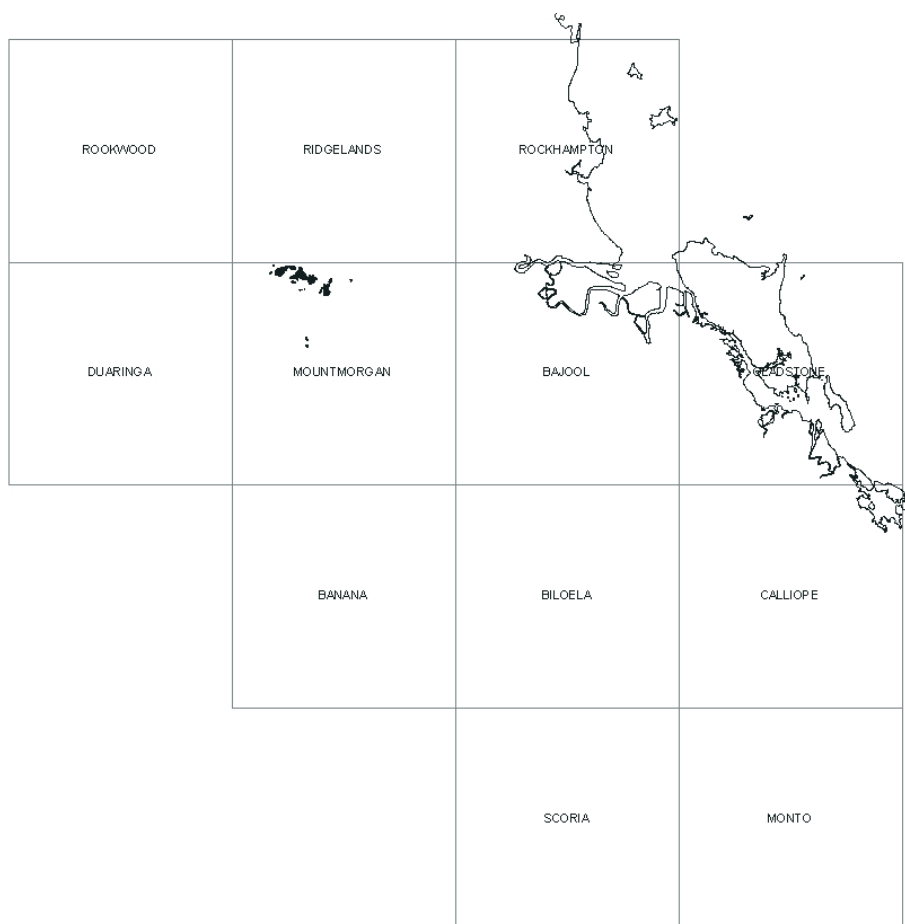 ROOKWOOD
RIDGELANDS
ROCKHAMPTON
DUARINGA
MOUNTMORGAN
BAJOOL
GLADSTONE
BANANA
BILOELA
CALLIOPE
SCORIA
MONTO